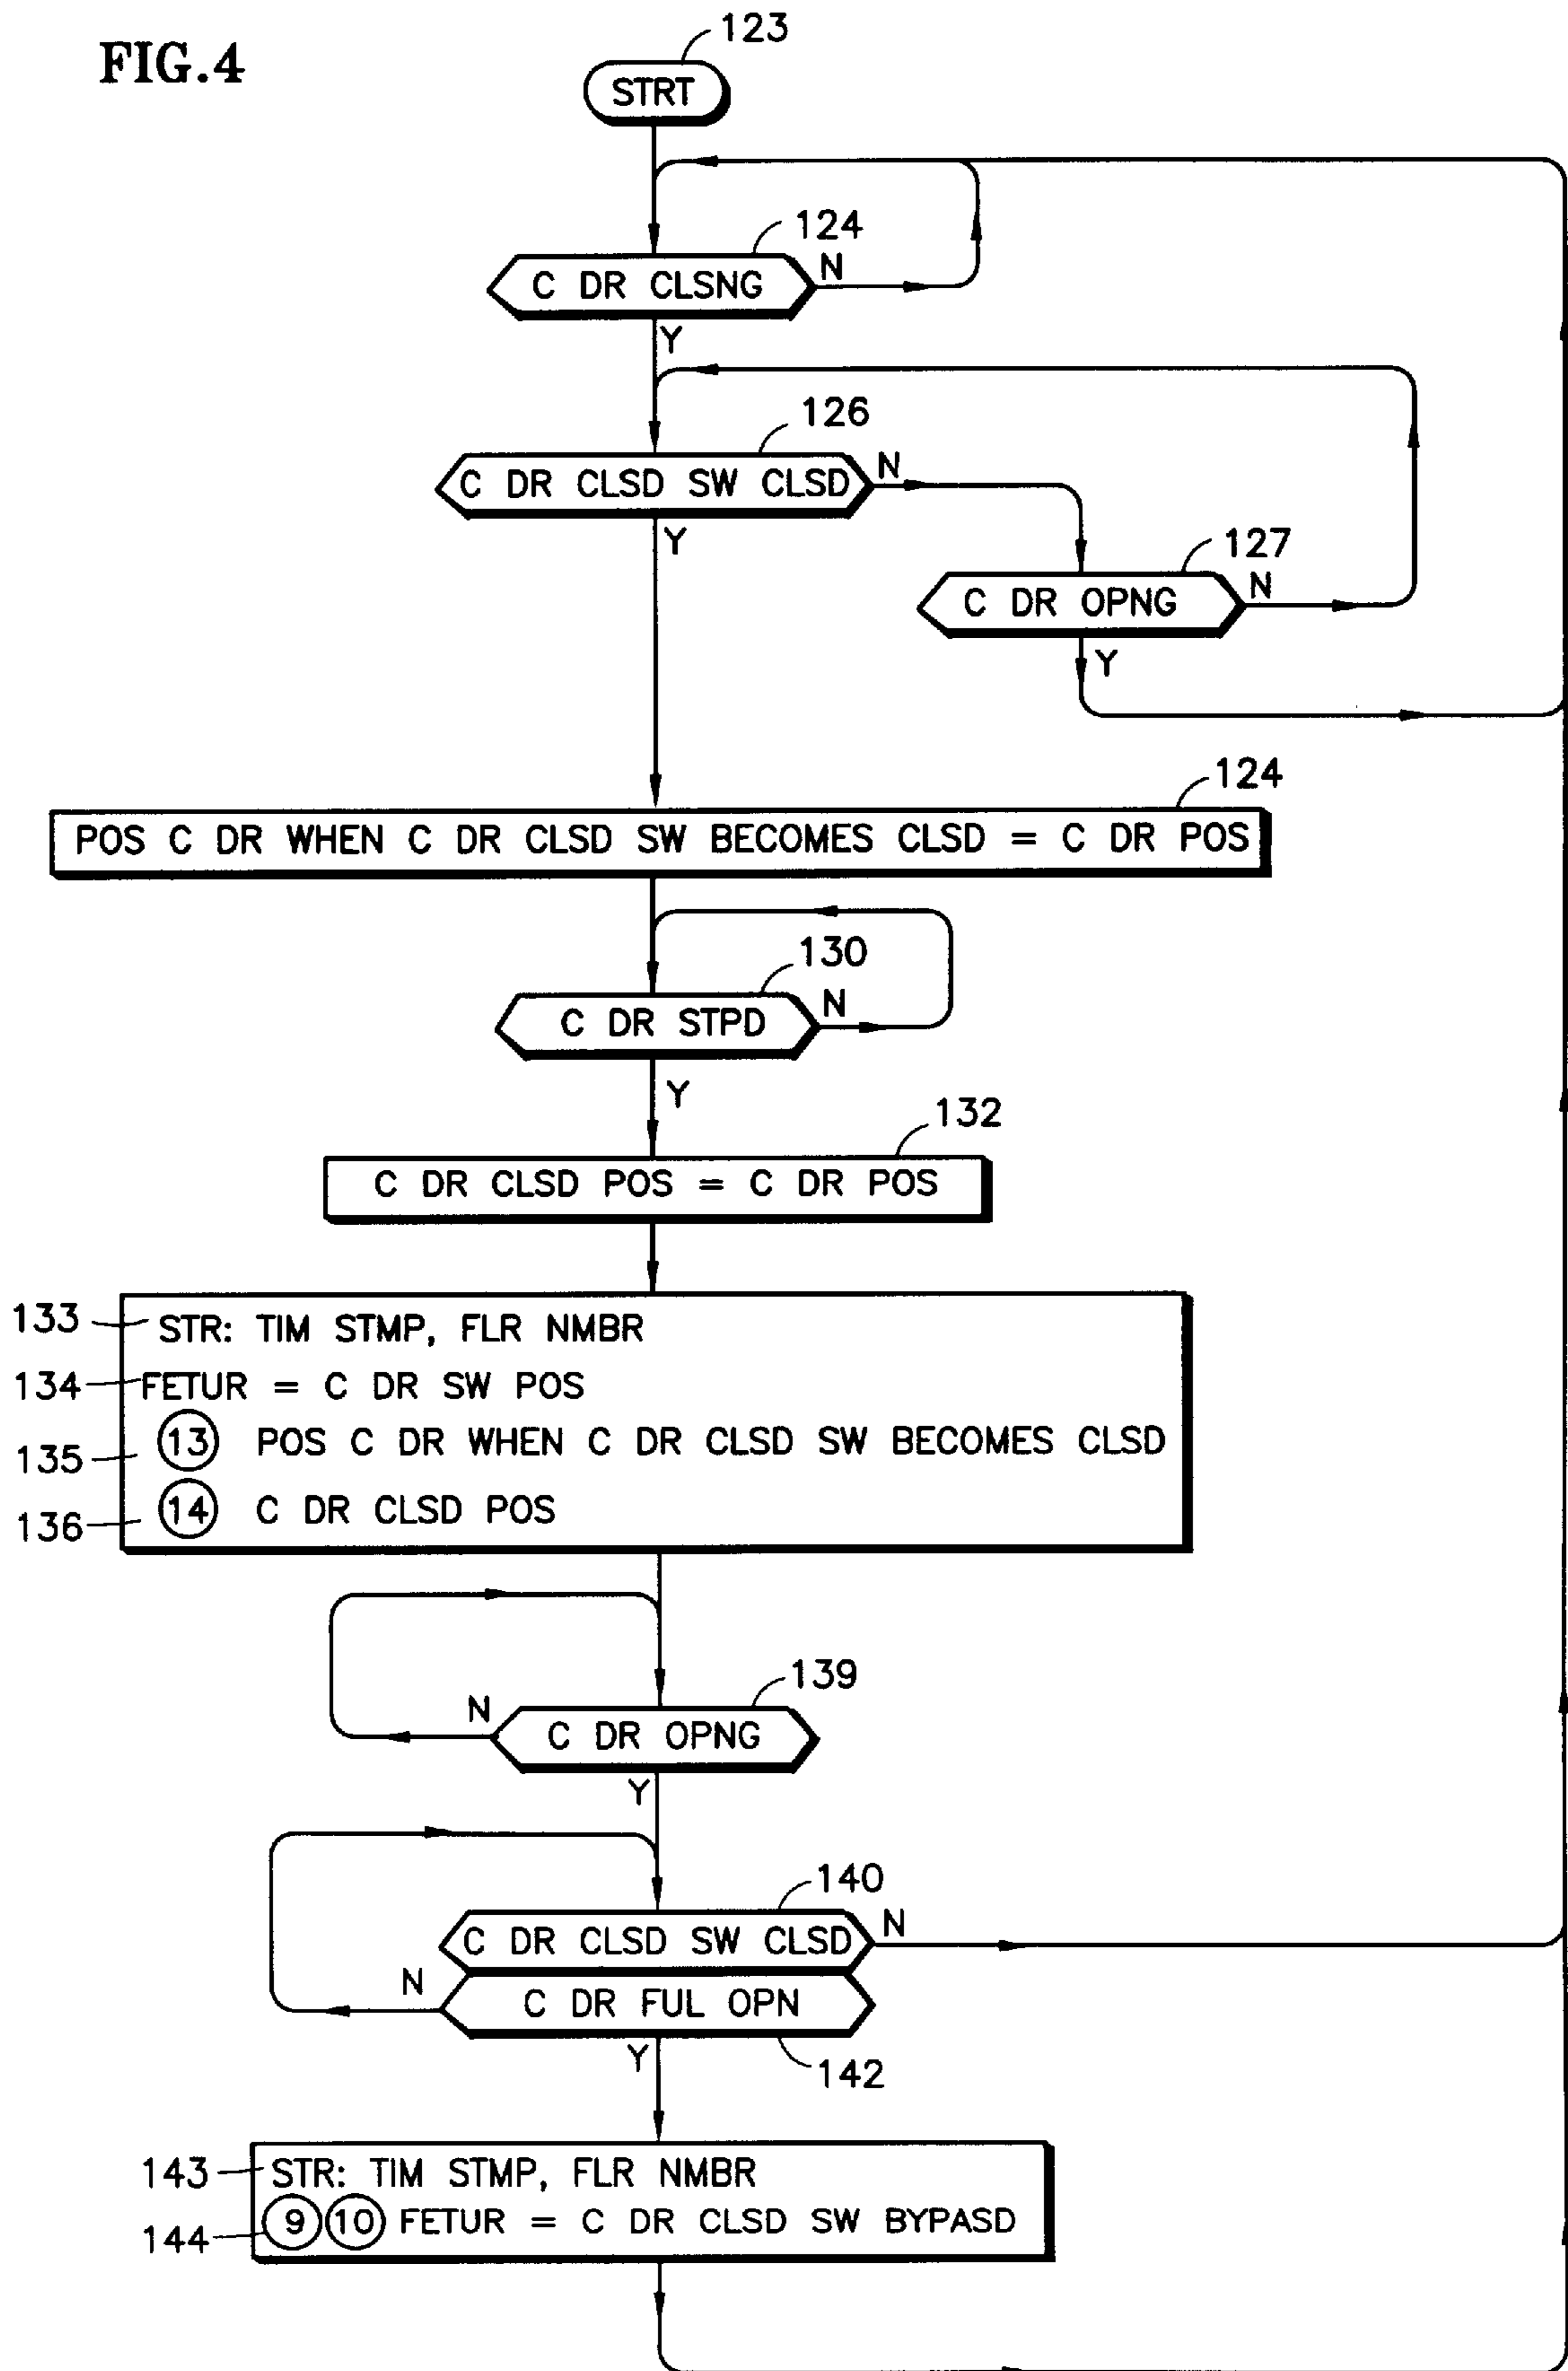 FIG.4
123
STRT
124
C DR CLSNG
N
Y
126
C DR CLSD SW CLSD
N
Y
127
C DR OPNG
N
Y
124
POS C DR WHEN C DR CLSD SW BECOMES CLSD = C DR POS
130
C DR STPD
N
Y
132
C DR CLSD POS = C DR POS
133 STR: TIM STMP, FLR NMBR
134 FETUR = C DR SW POS
135 13 POS C DR WHEN C DR CLSD SW BECOMES CLSD
136 14 C DR CLSD POS
139
N
C DR OPNG
Y
140
C DR CLSD SW CLSD
N
N
C DR FUL OPN
Y
142
143 STR: TIM STMP, FLR NMBR
144 9 10 FETUR = C DR CLSD SW BYPASD